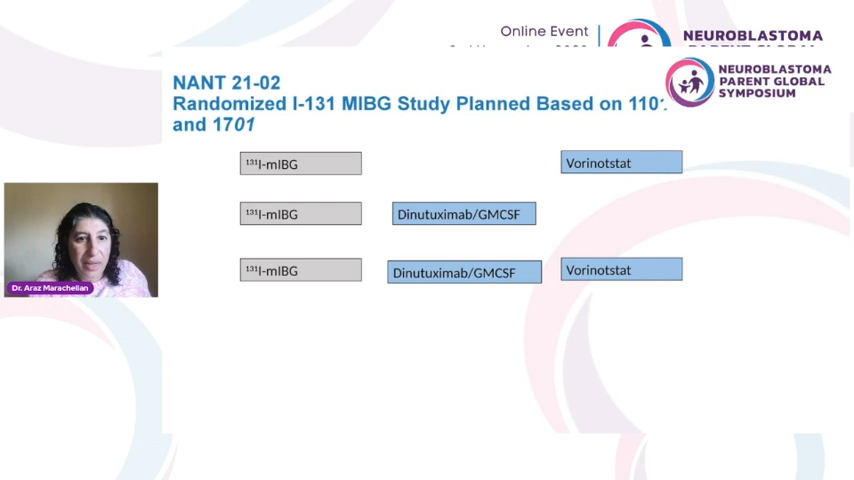 Online Event
NEUROBLASTOMA
NEUROBLASTOMA
PARENT GLOBAL
SYMPOSIUM
NANT 21-02
Randomized I-131 MIBG Study Planned Based on 1101
and 1701
¹³¹I-mIBG
Vorinotstat
¹³¹I-mIBG
Dinutuximab/GMCSF
¹³¹I-mIBG
Dinutuximab/GMCSF
Vorinotstat
Dr. Araz Marachelian